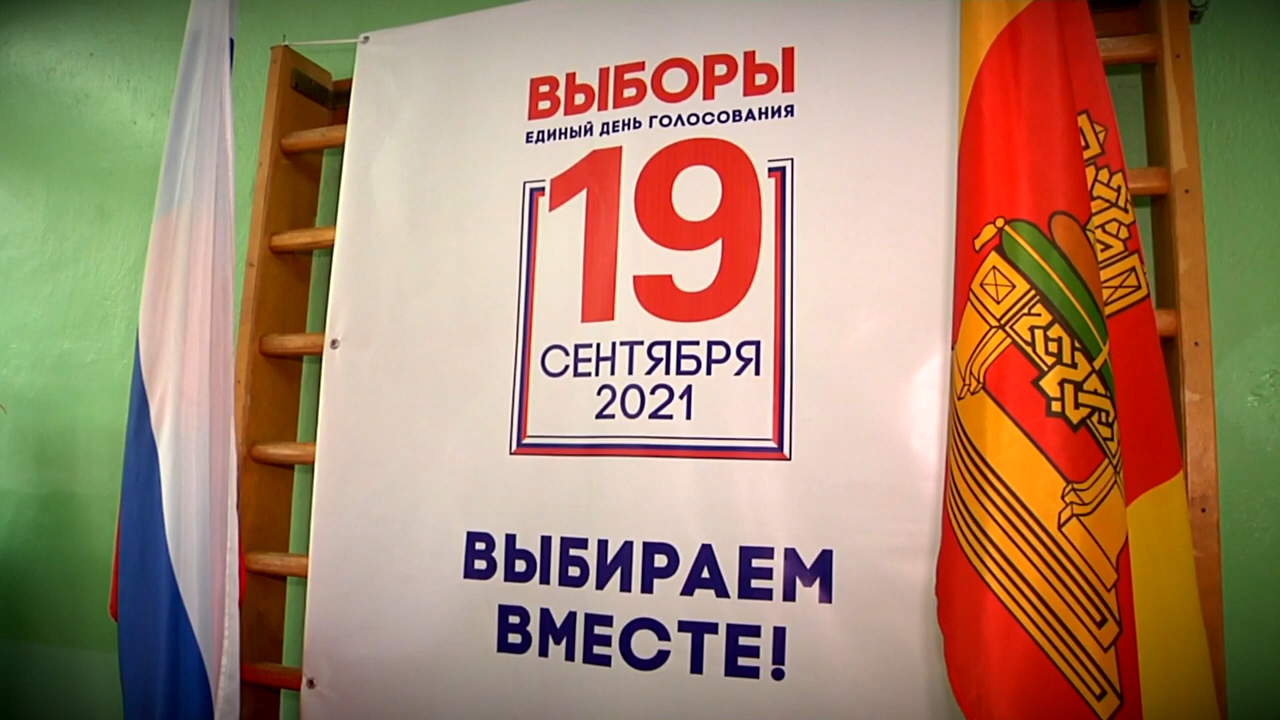 ВЫБОРЫ
ЕДИНЫЙ ДЕНЬ ГОЛОСОВАНИЯ
19
СЕНТЯБРЯ
2021
ВЫБИРАЕМ
ВМЕСТЕ!